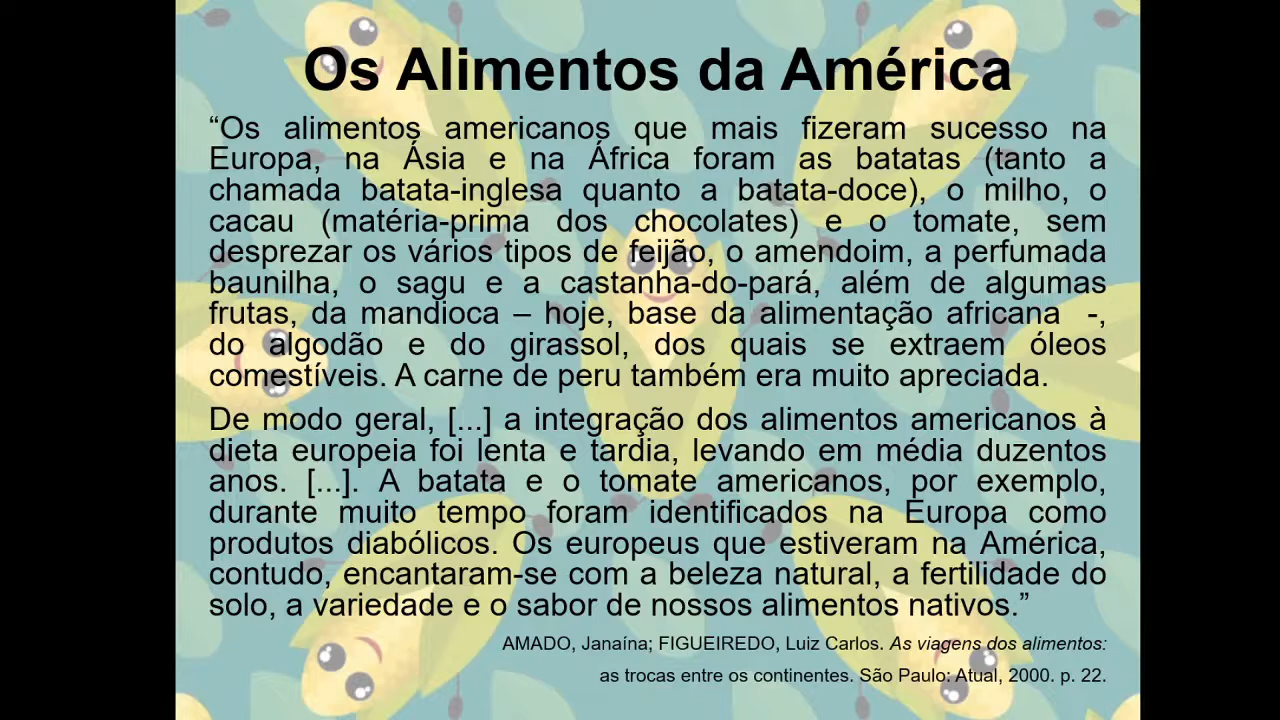 Os Alimentos da América
“Os alimentos americanos que mais fizeram sucesso na
Europa, na Ásia e na África foram as batatas (tanto a
chamada batata-inglesa quanto a batata-doce), o milho, o
cacau (matéria-prima dos chocolates) e o tomate, sem
desprezar os vários tipos de feijão, o amendoim, a perfumada
baunilha, o sagu e a castanha-do-pará, além de algumas
frutas, da mandioca – hoje, base da alimentação africana -,
do algodão e do girassol, dos quais se extraem óleos
comestíveis. A carne de peru também era muito apreciada.
De modo geral, [...] a integração dos alimentos americanos à
dieta europeia foi lenta e tardia, levando em média duzentos
anos. [...]. A batata e o tomate americanos, por exemplo,
durante muito tempo foram identificados na Europa como
produtos diabólicos. Os europeus que estiveram na América,
contudo, encantaram-se com a beleza natural, a fertilidade do
solo, a variedade e o sabor de nossos alimentos nativos.”
AMADO, Janaína; FIGUEIREDO, Luiz Carlos. As viagens dos alimentos:
as trocas entre os continentes. São Paulo: Atual, 2000. p. 22.